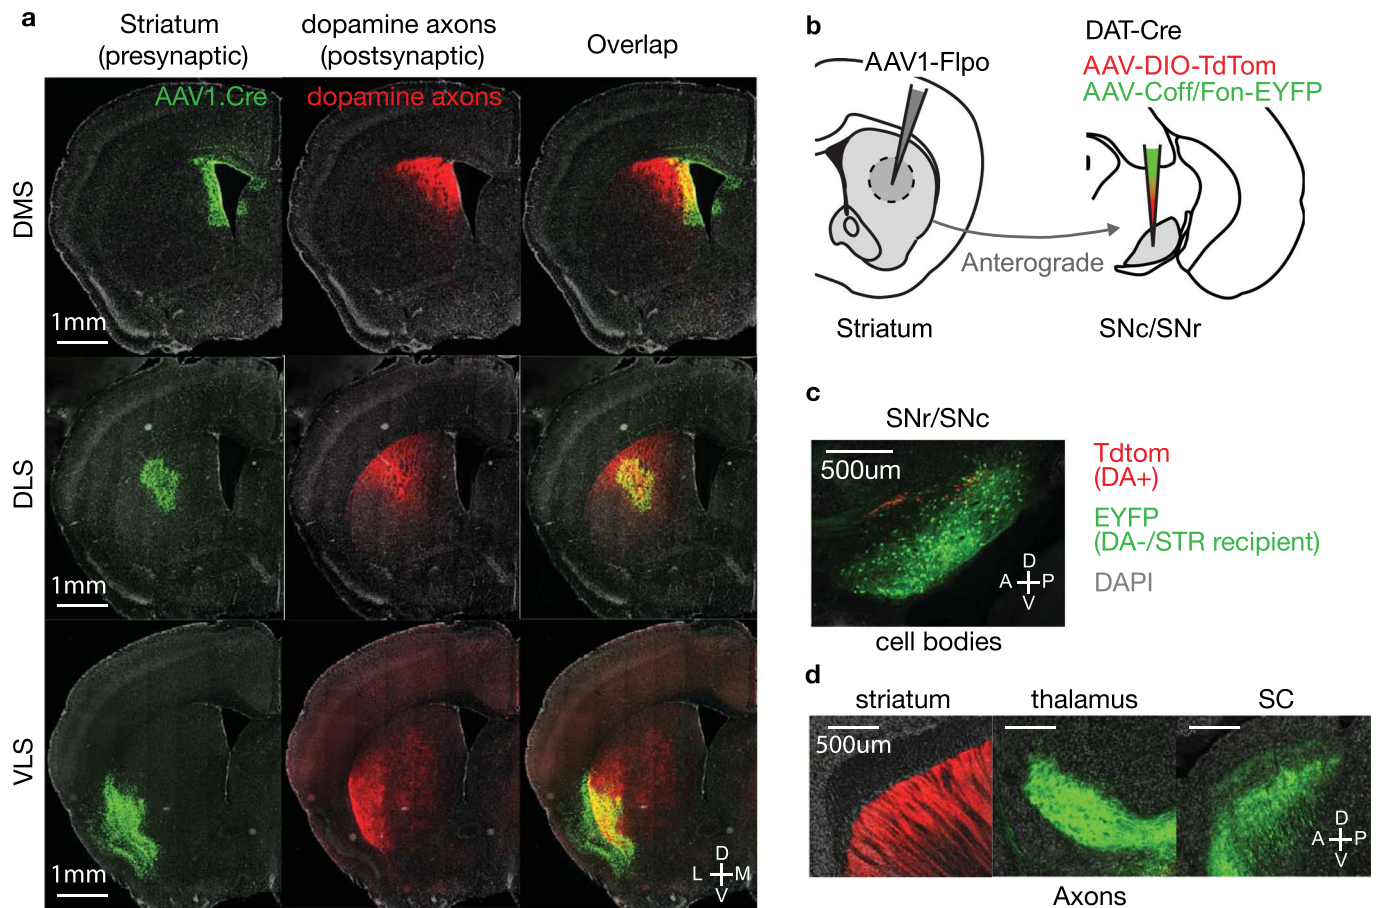 a
Striatum
(presynaptic)
dopamine axons
(postsynaptic)
Overlap
AAV1.Cre
dopamine axons
DMS
1mm
DLS
1mm
VLS
1mm
D
L M
V
b
AAV1-Flpo
DAT-Cre
AAV-DIO-TdTom
AAV-Coff/Fon-EYFP
Anterograde
Striatum
SNc/SNr
c
SNr/SNc
500um
D
A P
V
cell bodies
Tdtom
(DA+)
EYFP
(DA-/STR recipient)
DAPI
d
striatum
thalamus
SC
500um
D
A P
V
Axons